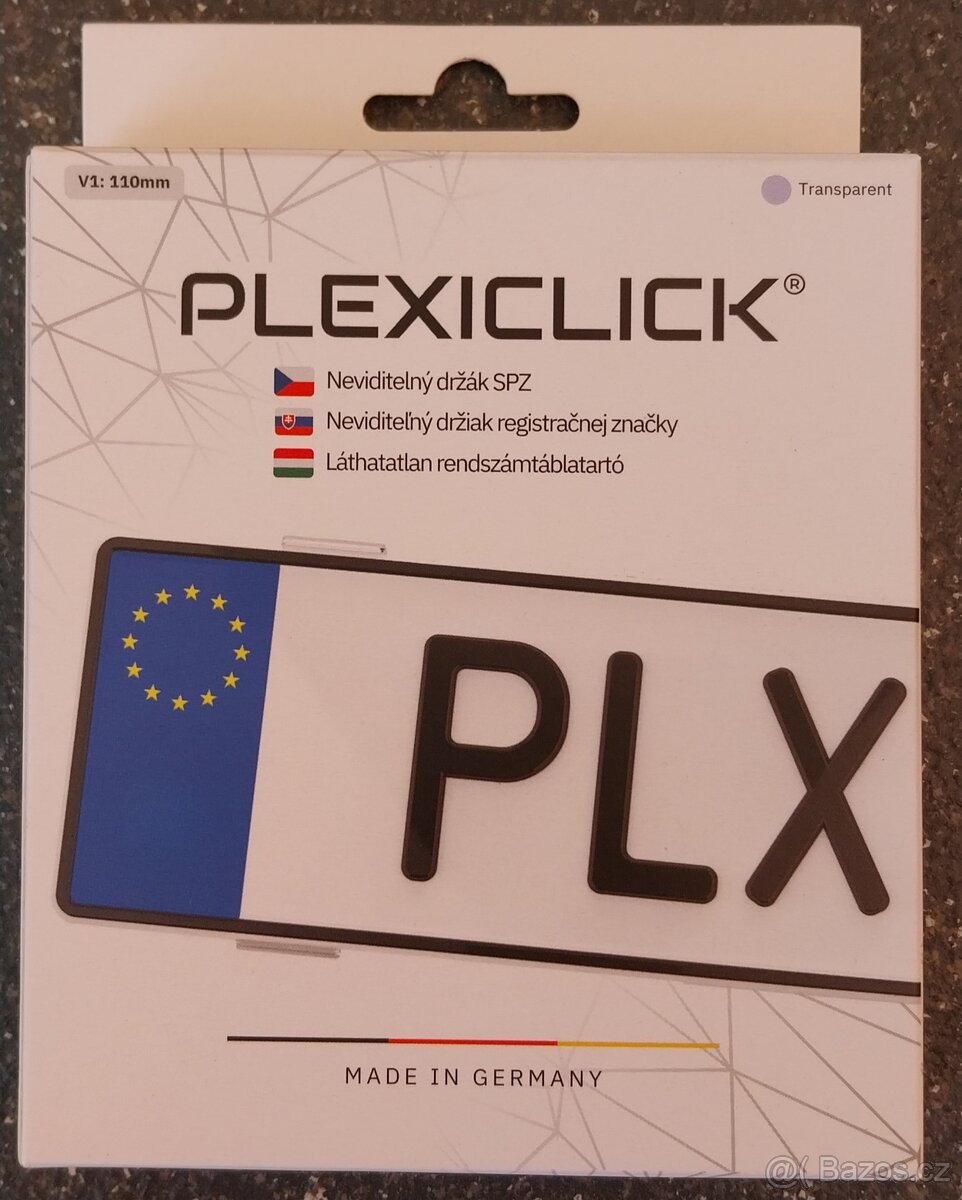 V1: 110mm
Transparent
PLEXICLICK®
Neviditelný držák SPZ
Neviditeľný držiak registračnej značky
Láthatatlan rendszámtáblatartó
PLX
MADE IN GERMANY
@( Bazos.cz